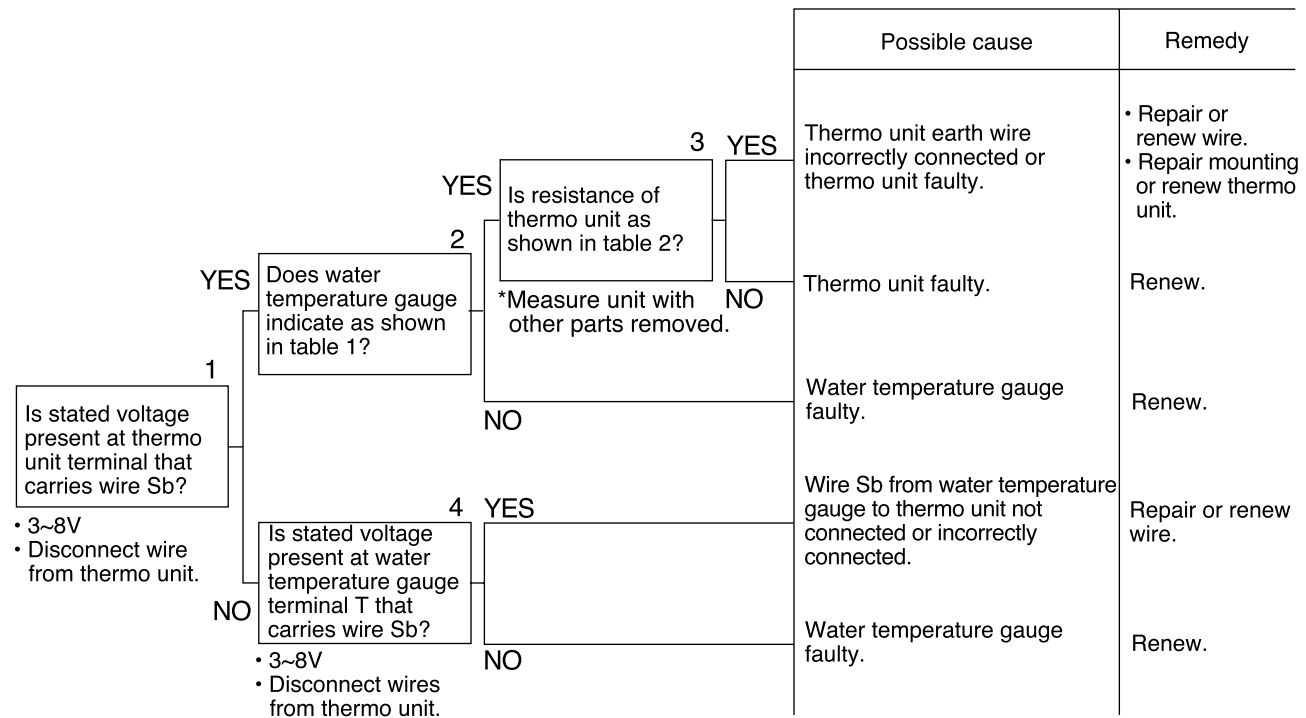 Possible cause
Remedy
1
Is stated voltage
present at thermo
unit terminal that
carries wire Sb?
• 3~8V
• Disconnect wire
from thermo unit.
YES
NO
2
Does water
temperature gauge
indicate as shown
in table 1?
YES
NO
3
Is resistance of
thermo unit as
shown in table 2?
*Measure unit with
other parts removed.
YES
NO
4
Is stated voltage
present at water
temperature gauge
terminal T that
carries wire Sb?
• 3~8V
• Disconnect wires
from thermo unit.
YES
NO
Thermo unit earth wire
incorrectly connected or
thermo unit faulty.
• Repair or
renew wire.
• Repair mounting
or renew thermo
unit.
Thermo unit faulty.
Renew.
Water temperature gauge
faulty.
Renew.
Wire Sb from water temperature
gauge to thermo unit not
connected or incorrectly
connected.
Repair or renew
wire.
Water temperature gauge
faulty.
Renew.